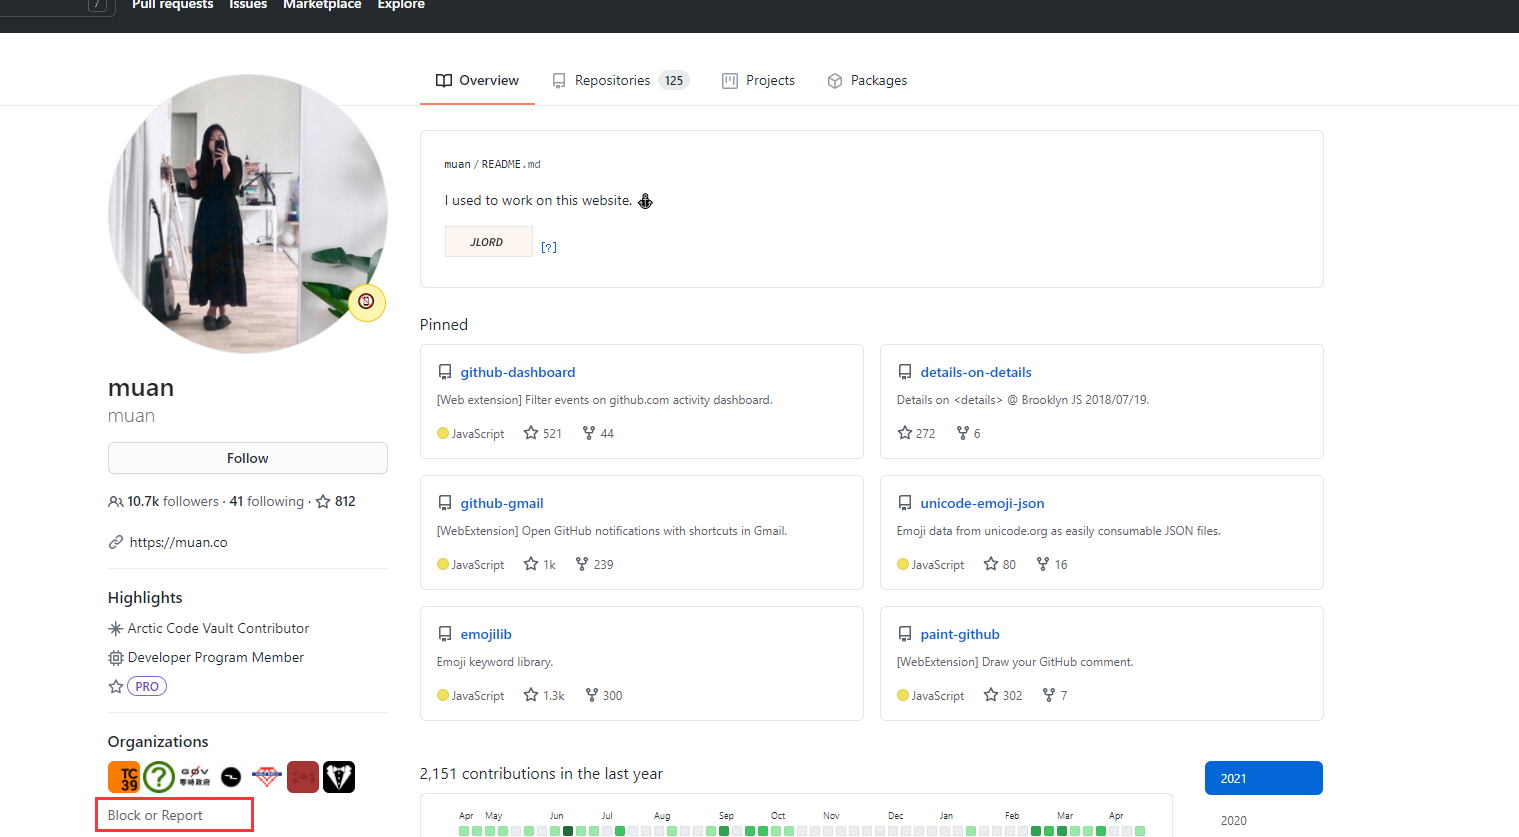 / Pull requests Issues Marketplace Explore
Overview Repositories 125 Projects Packages
muan / README.md
I used to work on this website.
JLORD [?]
muan
muan
Follow
10.7k followers · 41 following · 812
https://muan.co
Highlights
Arctic Code Vault Contributor
Developer Program Member
PRO
Organizations
TC
39
?
G0V
零時政府
Block or Report
Pinned
github-dashboard
[Web extension] Filter events on github.com activity dashboard.
JavaScript 521 44
details-on-details
Details on <details> @ Brooklyn JS 2018/07/19.
272 6
github-gmail
[WebExtension] Open GitHub notifications with shortcuts in Gmail.
JavaScript 1k 239
unicode-emoji-json
Emoji data from unicode.org as easily consumable JSON files.
JavaScript 80 16
emojilib
Emoji keyword library.
JavaScript 1.3k 300
paint-github
[WebExtension] Draw your GitHub comment.
JavaScript 302 7
2,151 contributions in the last year
Apr May Jun Jul Aug Sep Oct Nov Dec Jan Feb Mar Apr
2021
2020